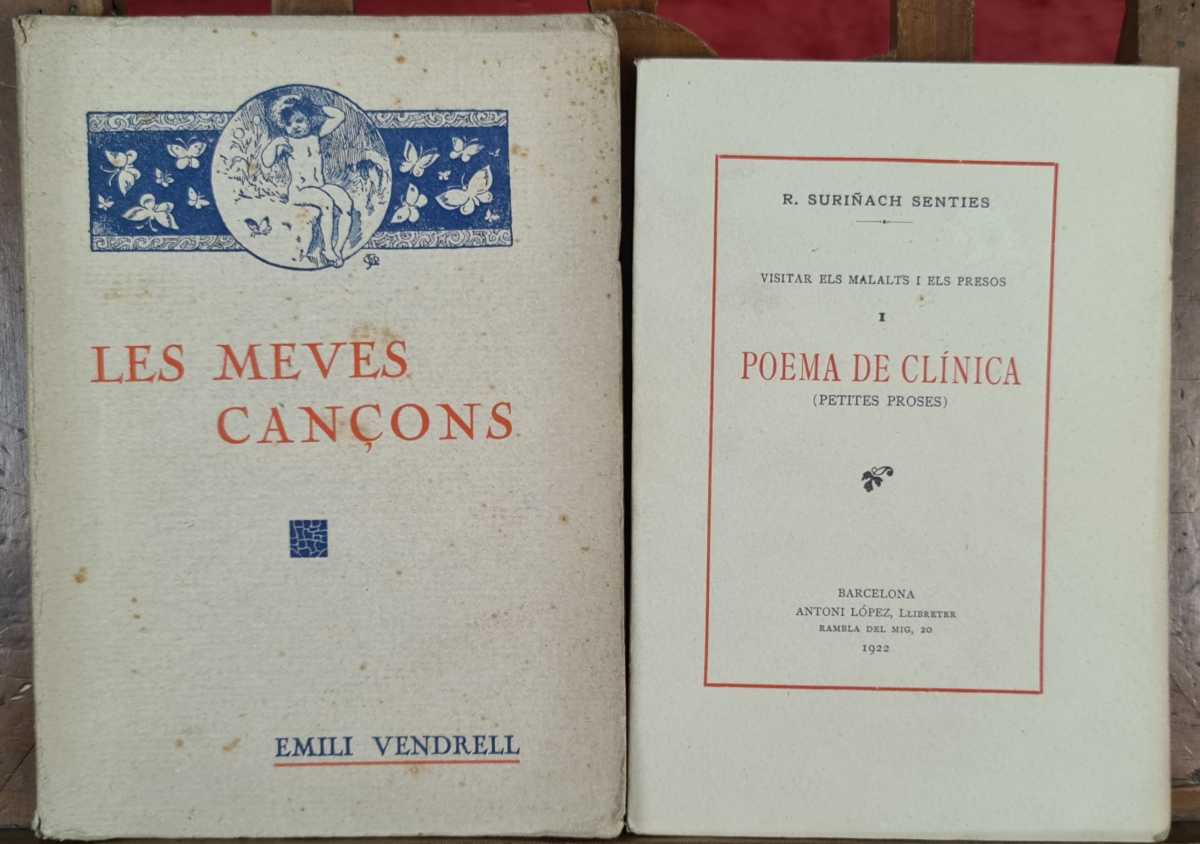 LES MEVES
CANÇONS
EMILI VENDRELL
R. SURIÑACH SENTIES
VISITAR ELS MALALTS I ELS PRESOS
I
POEMA DE CLÍNICA
(PETITES PROSES)
BARCELONA
ANTONI LÓPEZ, LLIBRETER
RAMBLA DEL MIG, 20
1922